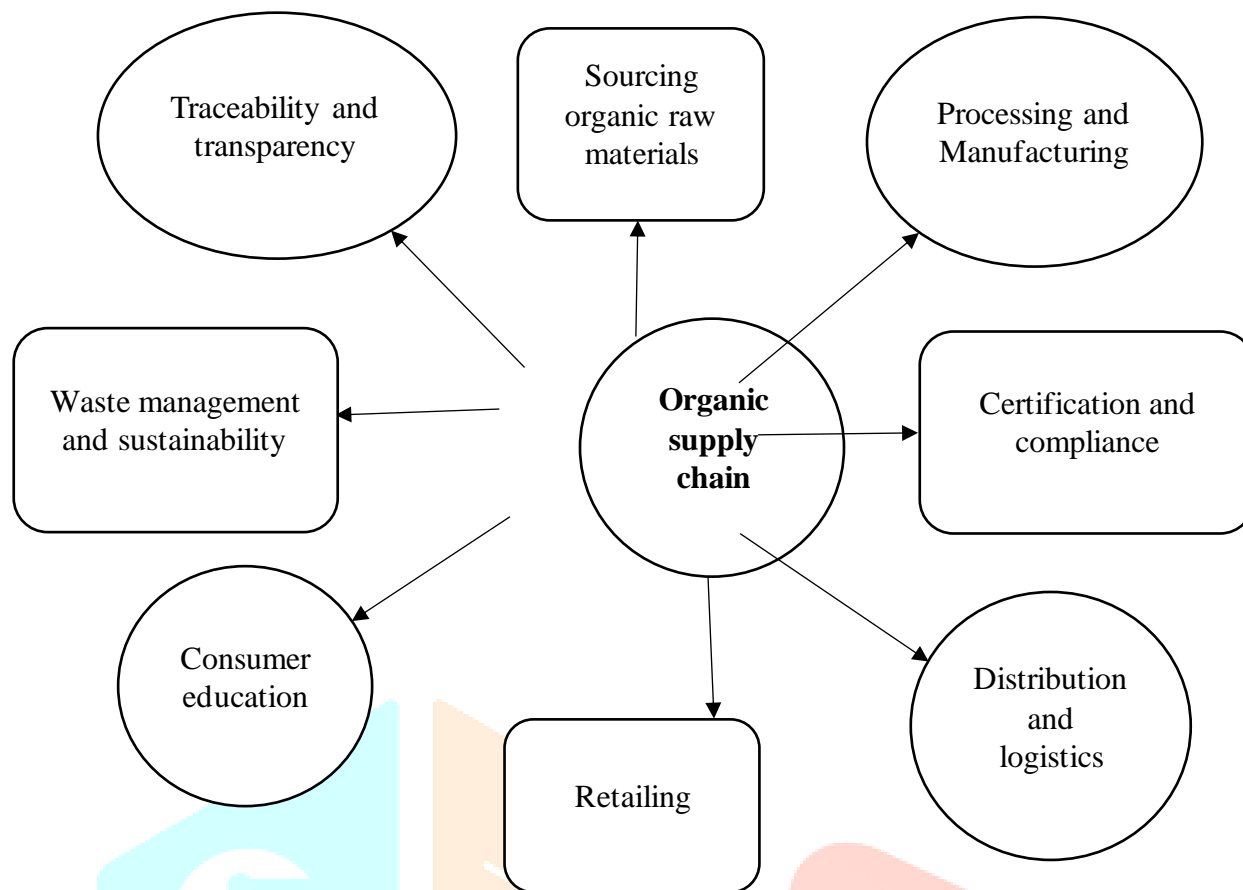 Traceability and
transparency
Sourcing
organic raw
materials
Processing and
Manufacturing
Waste management
and sustainability
Organic
supply
chain
Certification and
compliance
Consumer
education
Retailing
Distribution
and
logistics